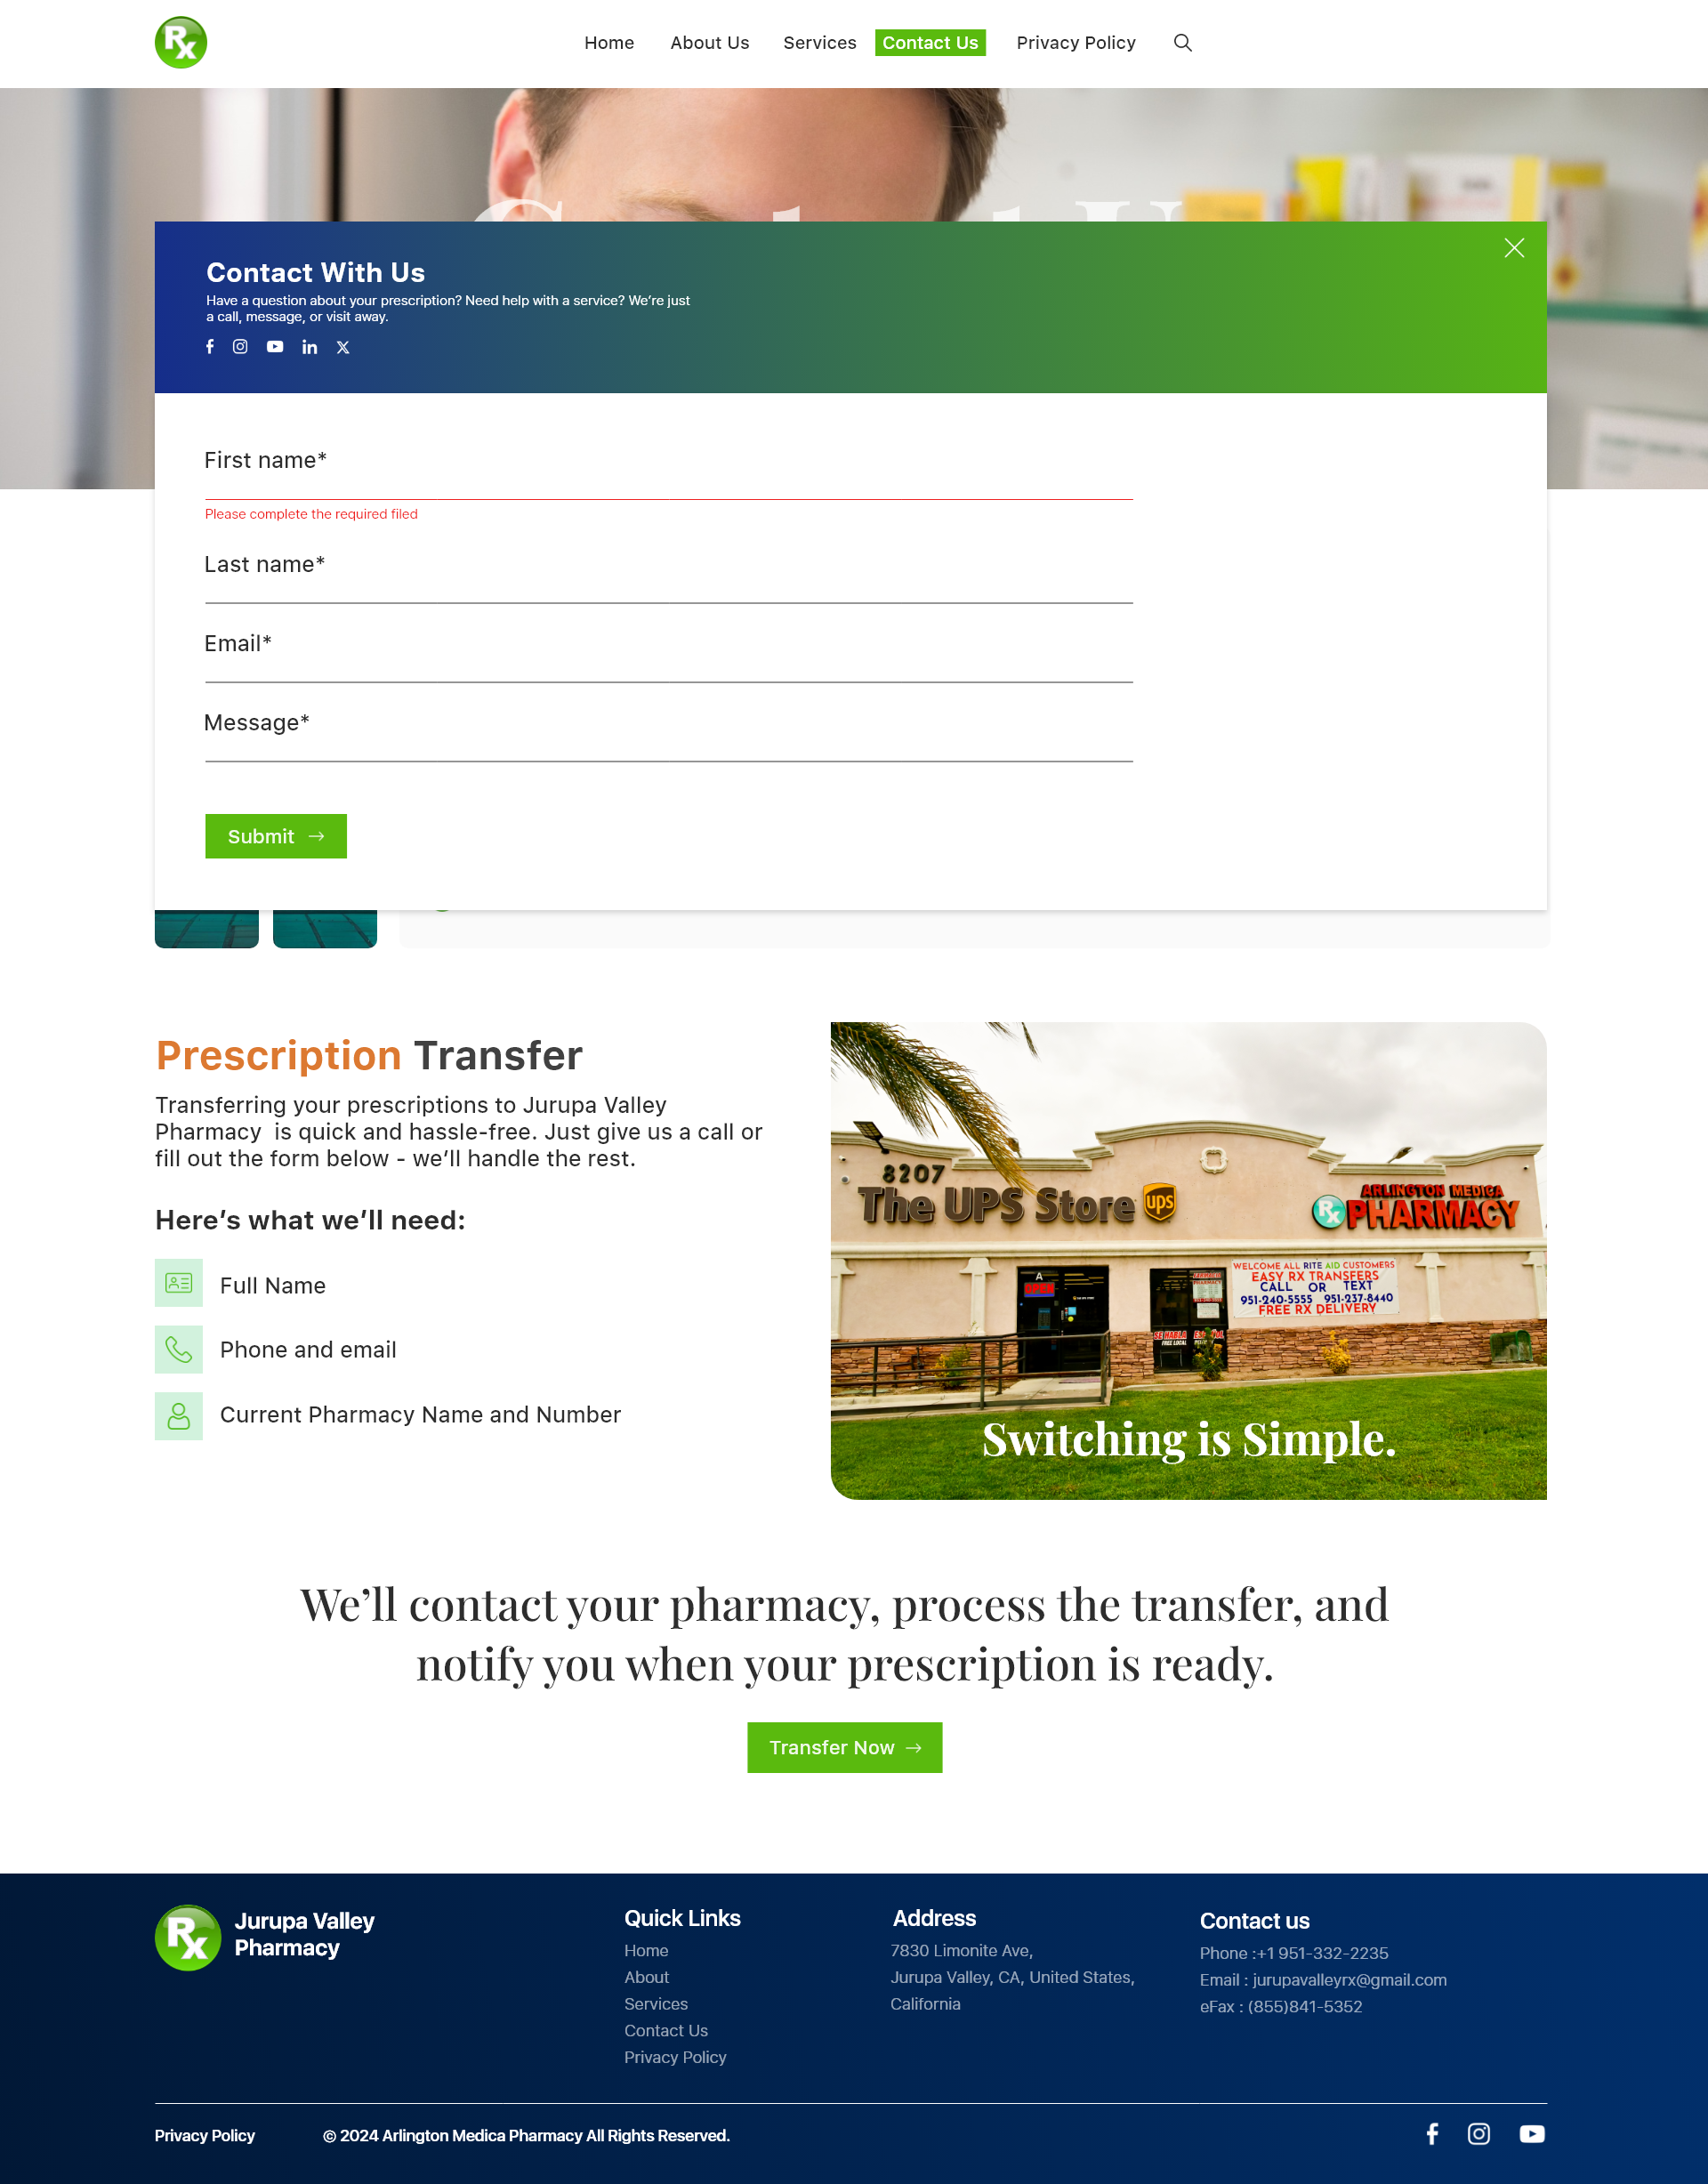 Rx
Home About Us Services Contact Us Privacy Policy
Contact With Us
Have a question about your prescription? Need help with a service? We’re just
a call, message, or visit away.
First name*
Please complete the required filed
Last name*
Email*
Message*
Submit
Prescription Transfer
Transferring your prescriptions to Jurupa Valley
Pharmacy is quick and hassle-free. Just give us a call or
fill out the form below - we’ll handle the rest.
Here’s what we’ll need:
Full Name
Phone and email
Current Pharmacy Name and Number
8207
The UPS Store
ups
ARLINGTON MEDICA
Rx PHARMACY
WELCOME ALL RITE AID CUSTOMERS
EASY RX TRANSFERS
CALL OR TEXT
951-240-5555 951-237-8440
FREE RX DELIVERY
A
OPEN
SE HABLA ESPAÑOL
Switching is Simple.
We’ll contact your pharmacy, process the transfer, and
notify you when your prescription is ready.
Transfer Now
Rx
Jurupa Valley
Pharmacy
Quick Links
Home
About
Services
Contact Us
Privacy Policy
Address
7830 Limonite Ave,
Jurupa Valley, CA, United States,
California
Contact us
Phone :+1 951-332-2235
Email : jurupavalleyrx@gmail.com
eFax : (855)841-5352
Privacy Policy
© 2024 Arlington Medica Pharmacy All Rights Reserved.